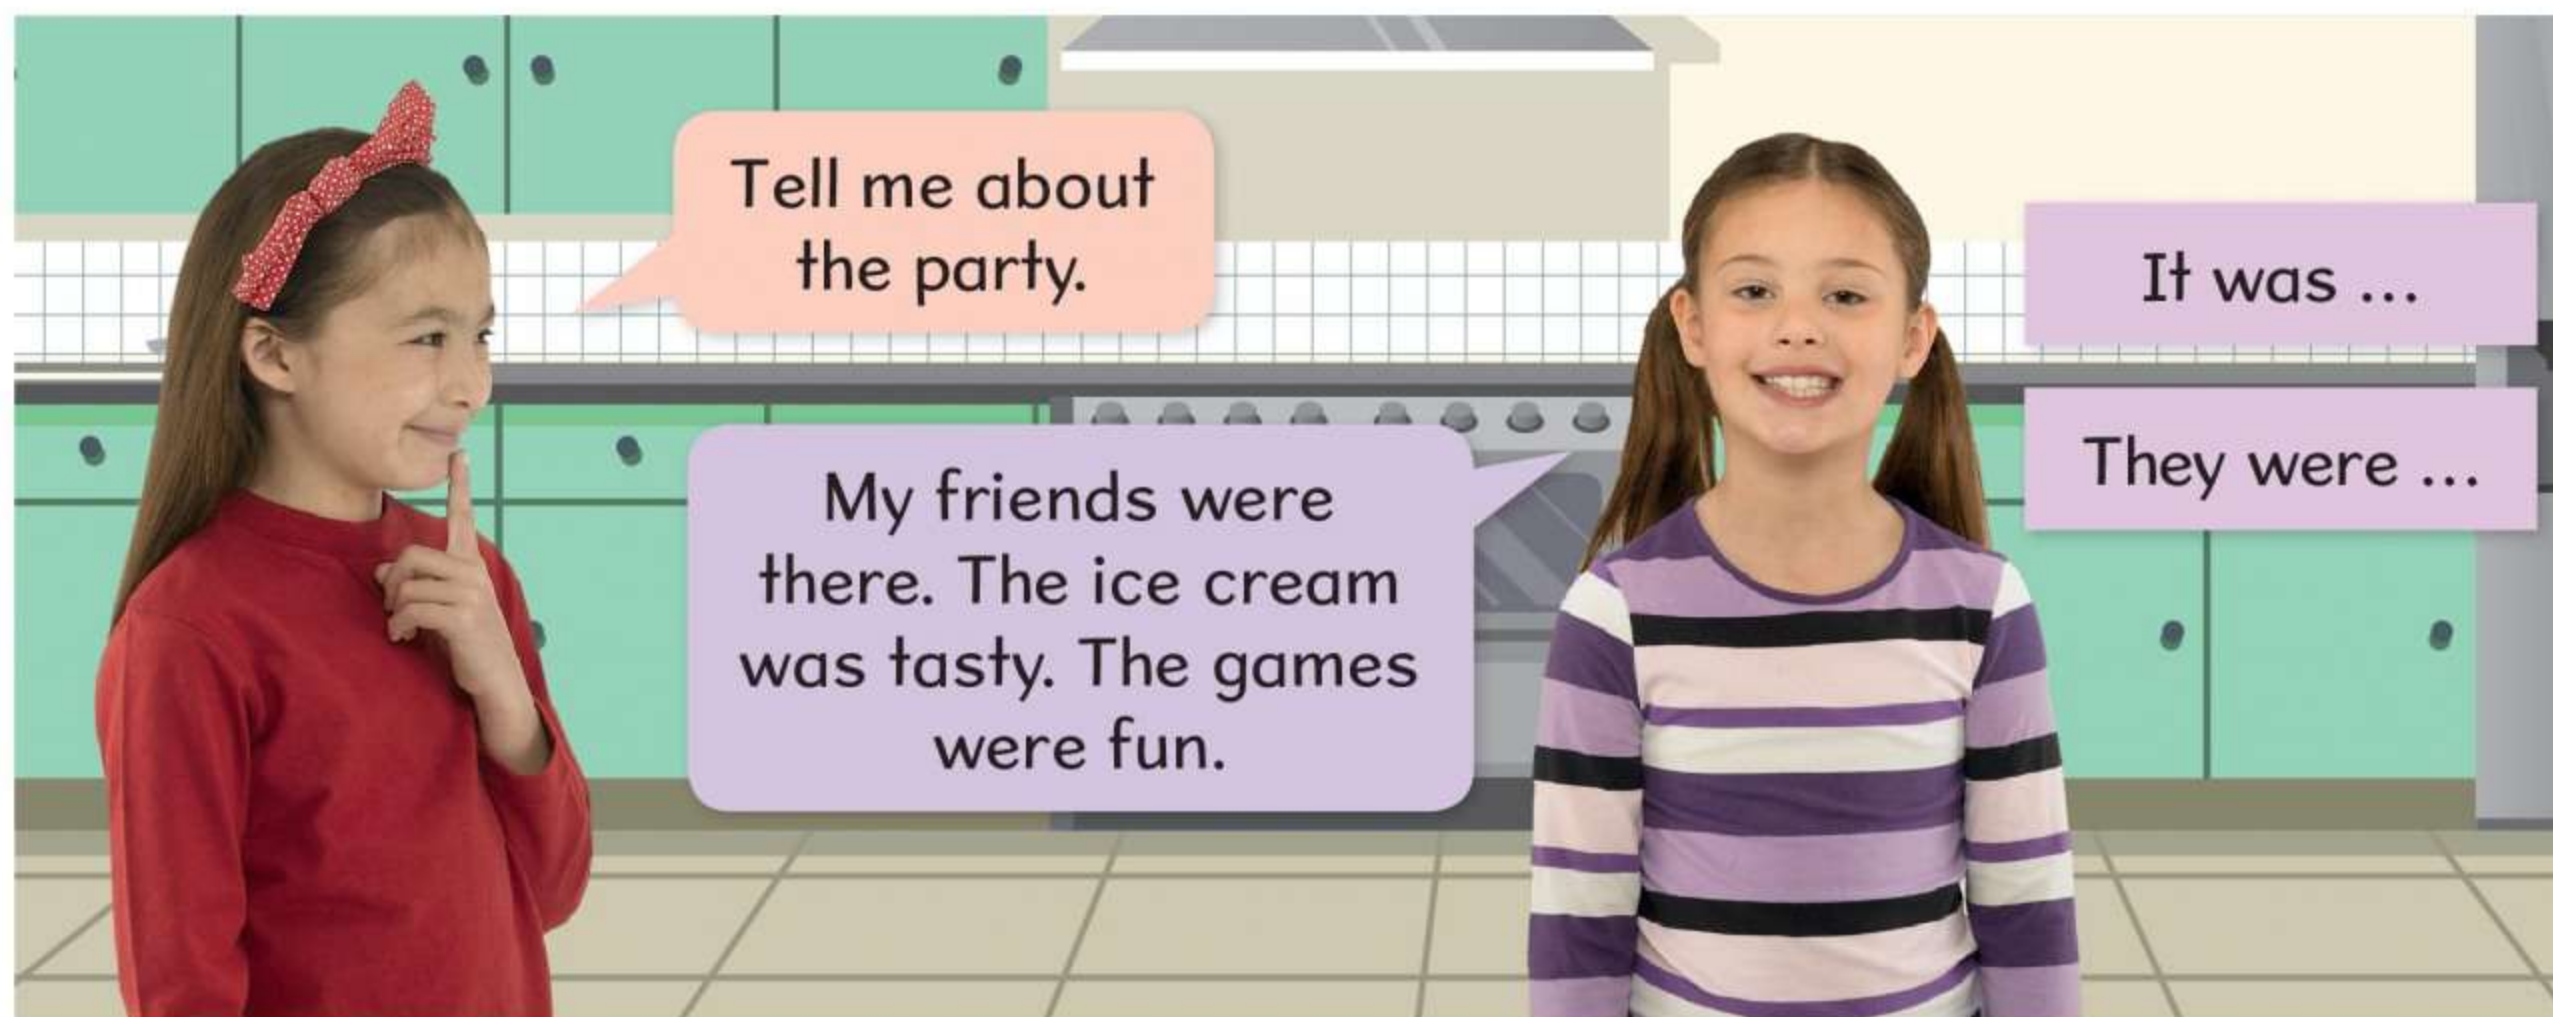 Tell me about
the party.
My friends were
there. The ice cream
was tasty. The games
were fun.
It was ...
They were ...